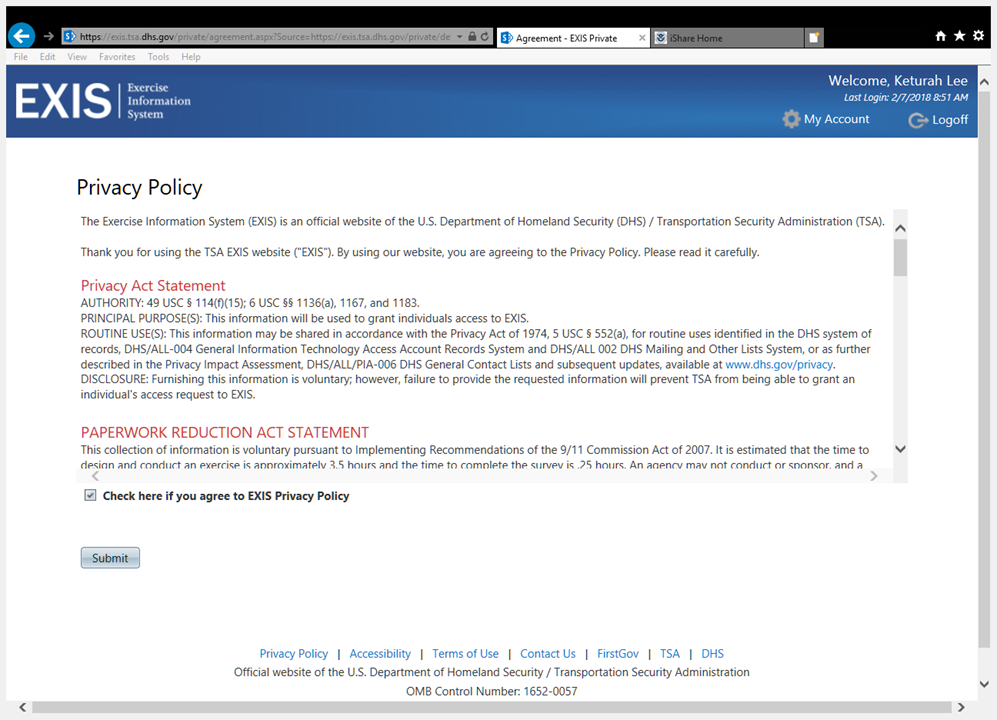 https://exis.tsa.dhs.gov/private/agreement.aspx?Source=https://exis.tsa.dhs.gov/private/de
Agreement - EXIS Private
iShare Home
File Edit View Favorites Tools Help
EXIS
Exercise
Information
System
Welcome, Keturah Lee
Last Login: 2/7/2018 8:51 AM
My Account
Logoff
Privacy Policy
The Exercise Information System (EXIS) is an official website of the U.S. Department of Homeland Security (DHS) / Transportation Security Administration (TSA).
Thank you for using the TSA EXIS website ("EXIS"). By using our website, you are agreeing to the Privacy Policy. Please read it carefully.
Privacy Act Statement
AUTHORITY: 49 USC § 114(f)(15); 6 USC §§ 1136(a), 1167, and 1183.
PRINCIPAL PURPOSE(S): This information will be used to grant individuals access to EXIS.
ROUTINE USE(S): This information may be shared in accordance with the Privacy Act of 1974, 5 USC § 552(a), for routine uses identified in the DHS system of
records, DHS/ALL-004 General Information Technology Access Account Records System and DHS/ALL 002 DHS Mailing and Other Lists System, or as further
described in the Privacy Impact Assessment, DHS/ALL/PIA-006 DHS General Contact Lists and subsequent updates, available at www.dhs.gov/privacy.
DISCLOSURE: Furnishing this information is voluntary; however, failure to provide the requested information will prevent TSA from being able to grant an
individual's access request to EXIS.
PAPERWORK REDUCTION ACT STATEMENT
This collection of information is voluntary pursuant to Implementing Recommendations of the 9/11 Commission Act of 2007. It is estimated that the time to
design and conduct an exercise is approximately 3.5 hours and the time to complete the survey is .25 hours. An agency may not conduct or sponsor, and a
Check here if you agree to EXIS Privacy Policy
Submit
Privacy Policy | Accessibility | Terms of Use | Contact Us | FirstGov | TSA | DHS
Official website of the U.S. Department of Homeland Security / Transportation Security Administration
OMB Control Number: 1652-0057